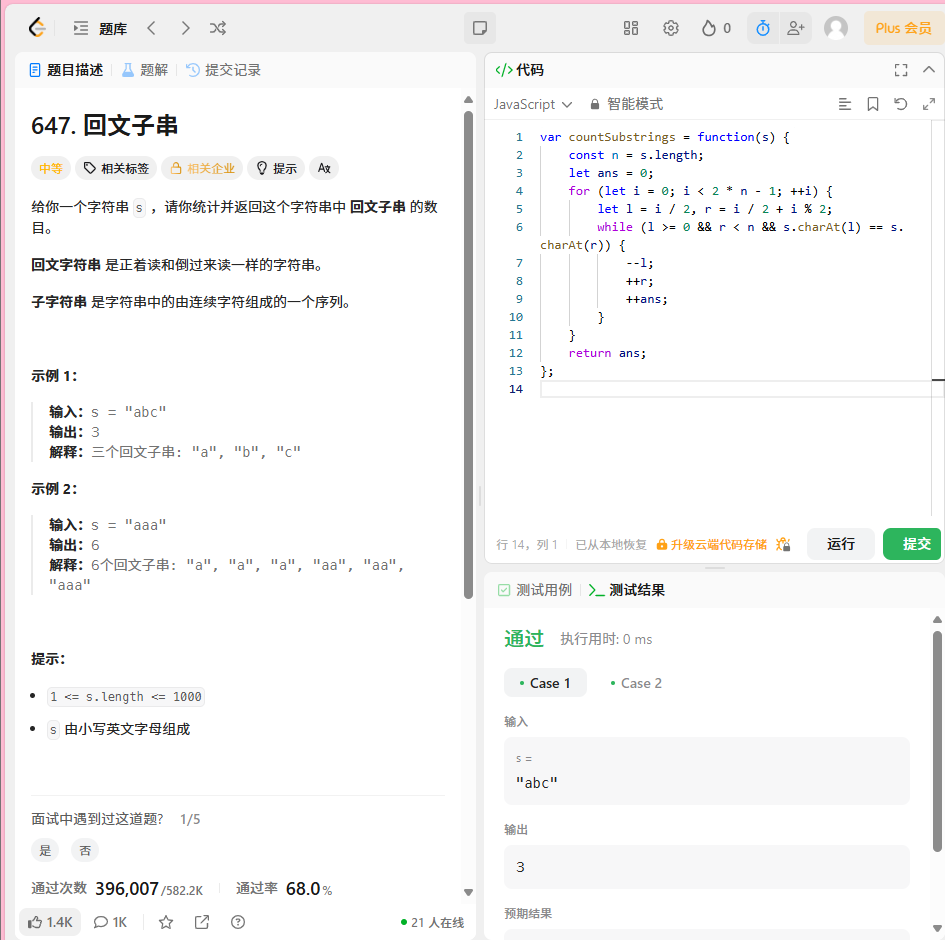 题库
0
Plus 会员
题目描述
题解
提交记录
647. 回文子串
中等
相关标签
相关企业
提示
给你一个字符串 s ，请你统计并返回这个字符串中 回文子串 的数
目。
回文字符串 是正着读和倒过来读一样的字符串。
子字符串 是字符串中的由连续字符组成的一个序列。
示例 1：
输入：s = "abc"
输出：3
解释：三个回文子串: "a", "b", "c"
示例 2：
输入：s = "aaa"
输出：6
解释：6个回文子串: "a", "a", "a", "aa", "aa",
"aaa"
提示：
1 <= s.length <= 1000
s 由小写英文字母组成
面试中遇到过这道题? 1/5
是
否
通过次数 396,007/582.2K
通过率 68.0%
1.4K
1K
21 人在线
</> 代码
JavaScript
智能模式
1 var countSubstrings = function(s) {
2 const n = s.length;
3 let ans = 0;
4 for (let i = 0; i < 2 * n - 1; ++i) {
5 let l = i / 2, r = i / 2 + i % 2;
6 while (l >= 0 && r < n && s.charAt(l) == s.
charAt(r)) {
7 --l;
8 ++r;
9 ++ans;
10 }
11 }
12 return ans;
13 };
14
行 14，列 1
已从本地恢复
升级云端代码存储
运行
提交
测试用例
测试结果
通过
执行用时: 0 ms
Case 1
Case 2
输入
s =
"abc"
输出
3
预期结果